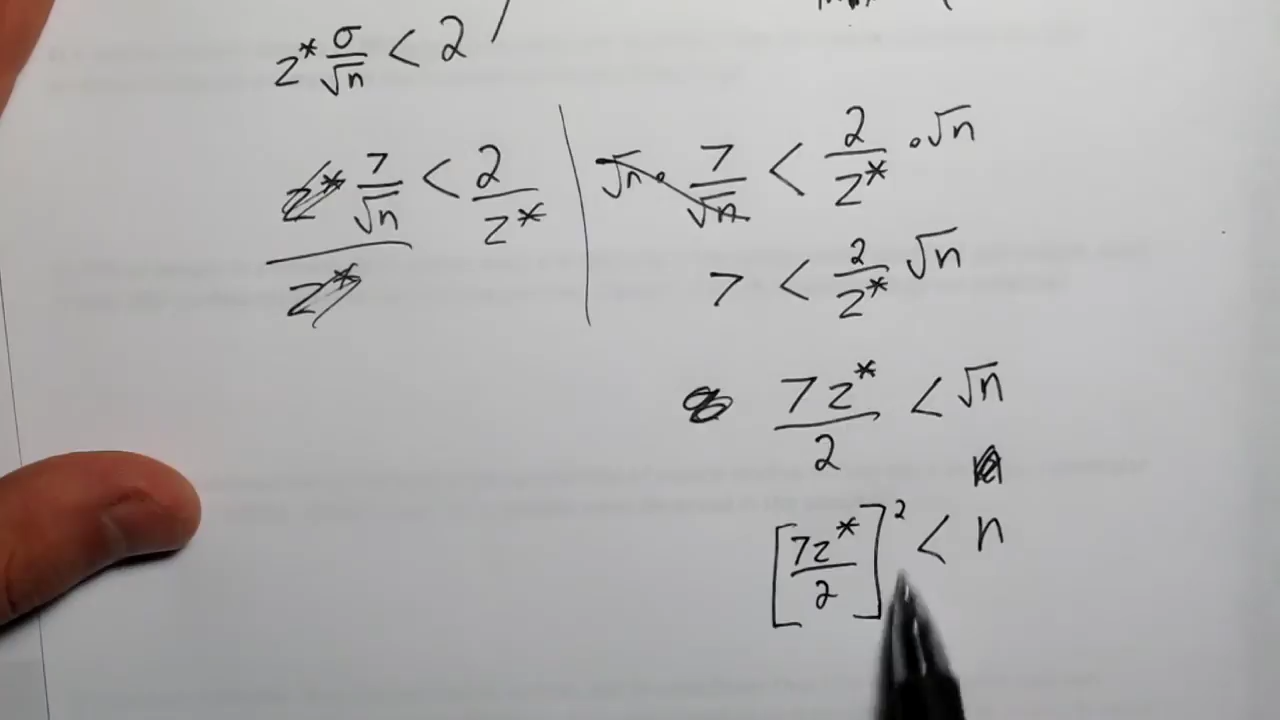 z* σ/√n < 2
z* 7/√n / z* < 2/z*
√n · 7/√n < 2/z* · √n
7 < 2/z* √n
7z*/2 < √n
[7z*/2]² < n